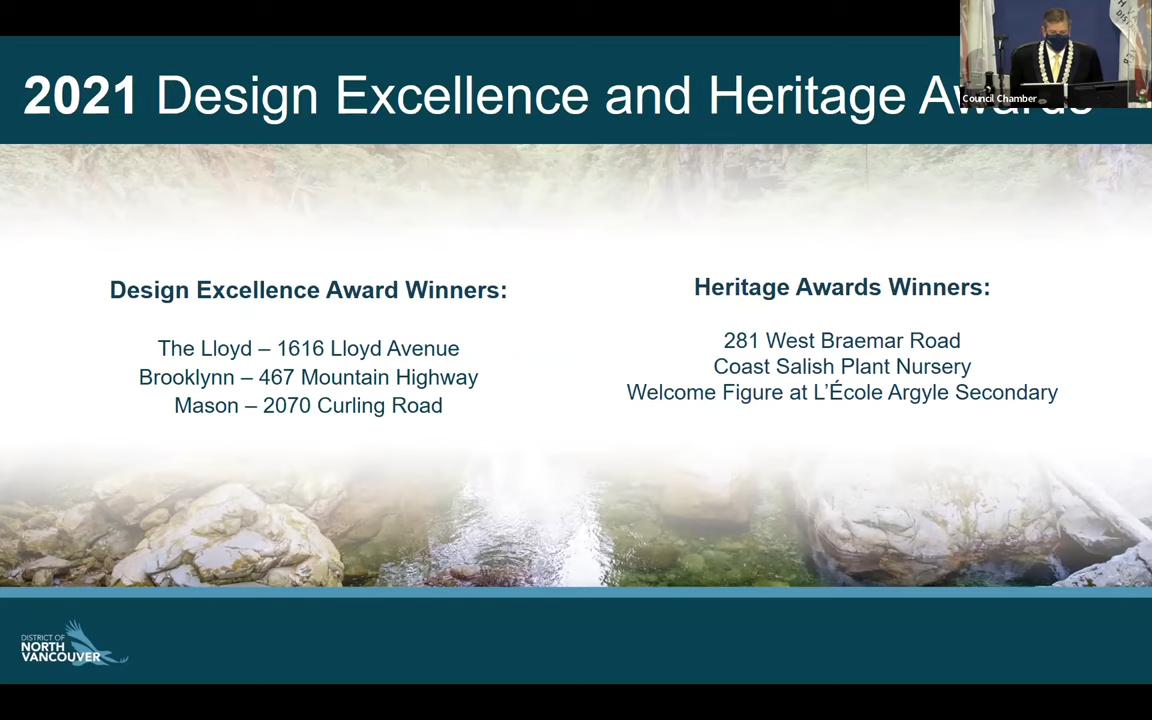 2021 Design Excellence and Heritage Awards
Council Chamber
Design Excellence Award Winners:
The Lloyd – 1616 Lloyd Avenue
Brooklynn – 467 Mountain Highway
Mason – 2070 Curling Road
Heritage Awards Winners:
281 West Braemar Road
Coast Salish Plant Nursery
Welcome Figure at L’École Argyle Secondary
DISTRICT OF
NORTH
VANCOUVER